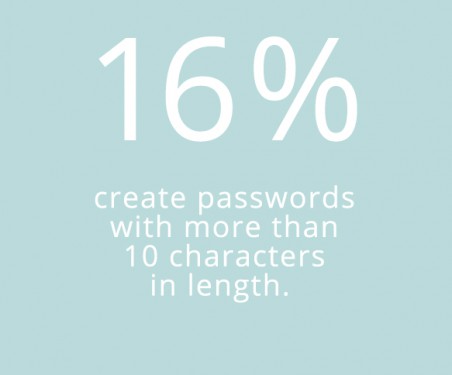 16%
create passwords
with more than
10 characters
in length.